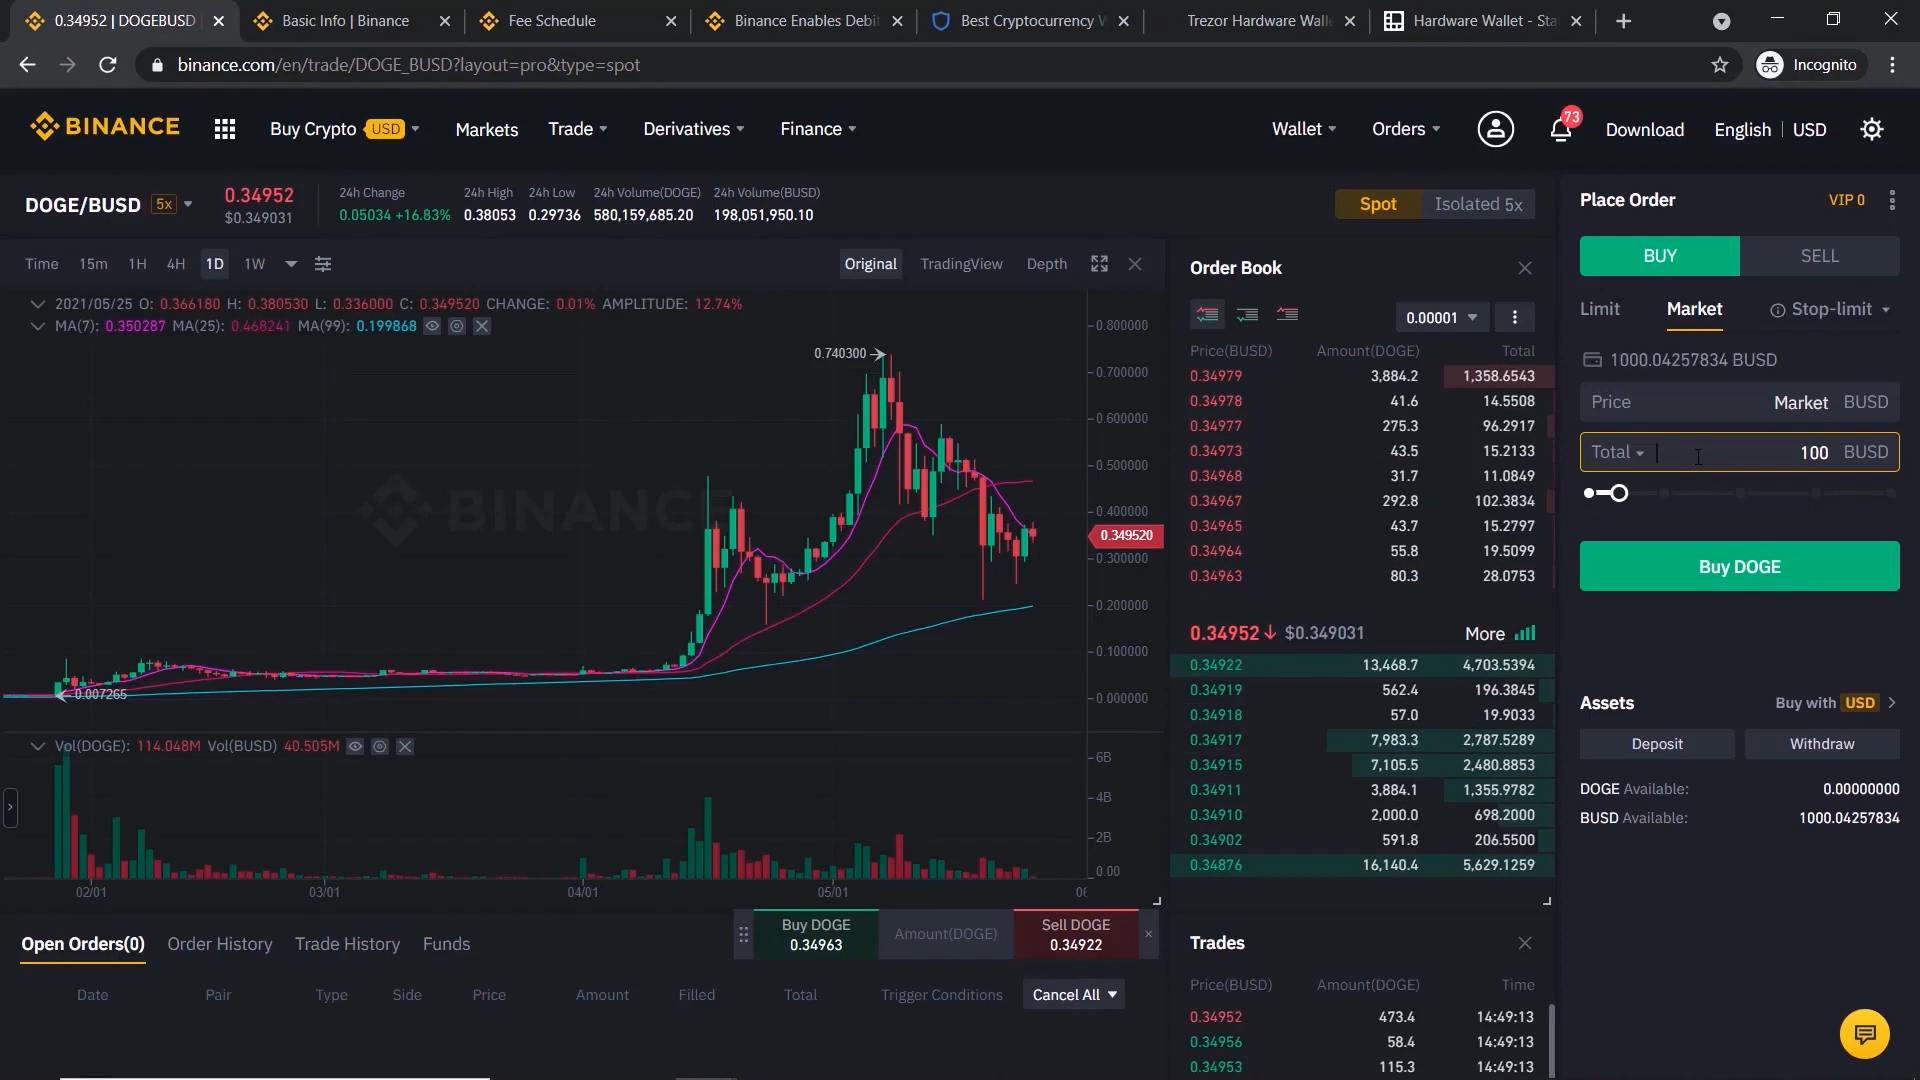 0.34952 | DOGEBUSD
Basic Info | Binance
Fee Schedule
Binance Enables Debit
Best Cryptocurrency W
Trezor Hardware Walle
Hardware Wallet - Sta
binance.com/en/trade/DOGE_BUSD?layout=pro&type=spot
Incognito
BINANCE
Buy Crypto USD
Markets
Trade
Derivatives
Finance
Wallet
Orders
73
Download
English
USD
DOGE/BUSD 5x
0.34952
$0.349031
24h Change
0.05034 +16.83%
24h High
0.38053
24h Low
0.29736
24h Volume(DOGE)
580,159,685.20
24h Volume(BUSD)
198,051,950.10
Spot
Isolated 5x
Time 15m 1H 4H 1D 1W
Original TradingView Depth
2021/05/25 O: 0.366180 H: 0.380530 L: 0.336000 C: 0.349520 CHANGE: 0.01% AMPLITUDE: 12.74%
MA(7): 0.350287 MA(25): 0.468241 MA(99): 0.199868
0.740300
0.007265
BINANCE
0.800000
0.700000
0.600000
0.500000
0.400000
0.349520
0.300000
0.200000
0.100000
0.000000
Vol(DOGE): 114.048M Vol(BUSD) 40.505M
6B
4B
2B
0.00
02/01 03/01 04/01 05/01
Open Orders(0) Order History Trade History Funds
Buy DOGE
0.34963
Amount(DOGE)
Sell DOGE
0.34922
Date Pair Type Side Price Amount Filled Total Trigger Conditions Cancel All
Order Book
0.00001
Price(BUSD) Amount(DOGE) Total
0.34979 3,884.2 1,358.6543
0.34978 41.6 14.5508
0.34977 275.3 96.2917
0.34973 43.5 15.2133
0.34968 31.7 11.0849
0.34967 292.8 102.3834
0.34965 43.7 15.2797
0.34964 55.8 19.5099
0.34963 80.3 28.0753
0.34952 $0.349031 More
0.34922 13,468.7 4,703.5394
0.34919 562.4 196.3845
0.34918 57.0 19.9033
0.34917 7,983.3 2,787.5289
0.34915 7,105.5 2,480.8853
0.34911 3,884.1 1,355.9782
0.34910 2,000.0 698.2000
0.34902 591.8 206.5500
0.34876 16,140.4 5,629.1259
Trades
Price(BUSD) Amount(DOGE) Time
0.34952 473.4 14:49:13
0.34956 58.4 14:49:13
0.34953 115.3 14:49:13
Place Order
VIP 0
BUY
SELL
Limit Market Stop-limit
1000.04257834 BUSD
Price Market BUSD
Total 100 BUSD
Buy DOGE
Assets
Buy with USD
Deposit
Withdraw
DOGE Available: 0.00000000
BUSD Available: 1000.04257834